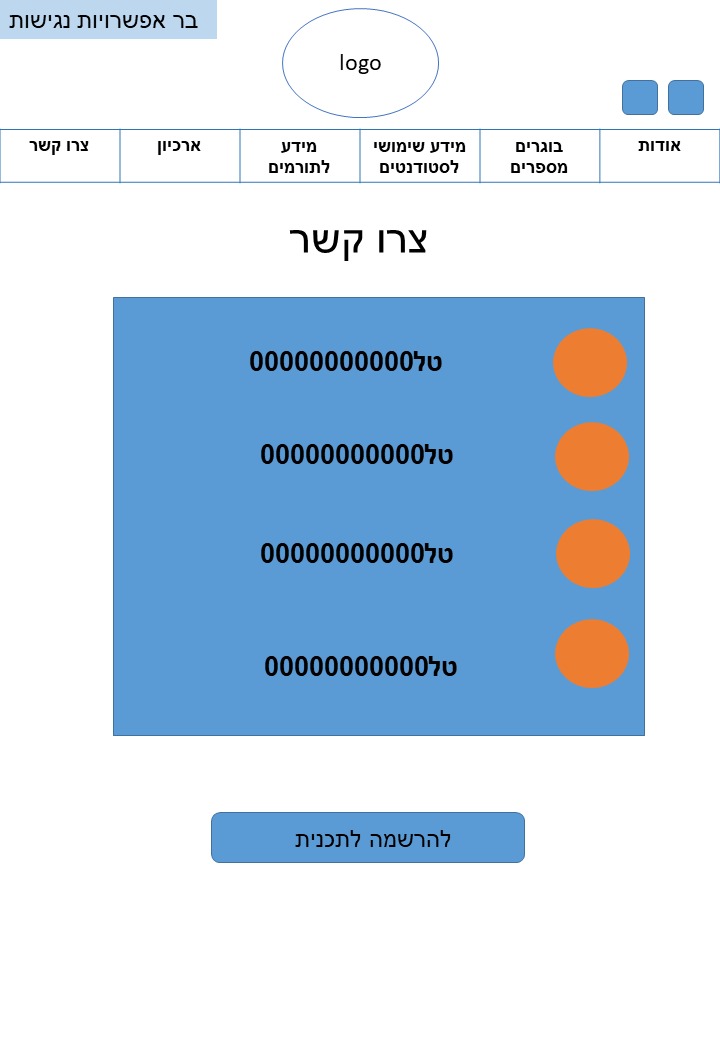 בר אפשרויות נגישות
logo
אודות
בוגרים
מספרים
מידע שימושי
לסטודנטים
מידע
לתורמים
ארכיון
צרו קשר
צרו קשר
טל00000000000
טל00000000000
טל00000000000
טל00000000000
להרשמה לתכנית